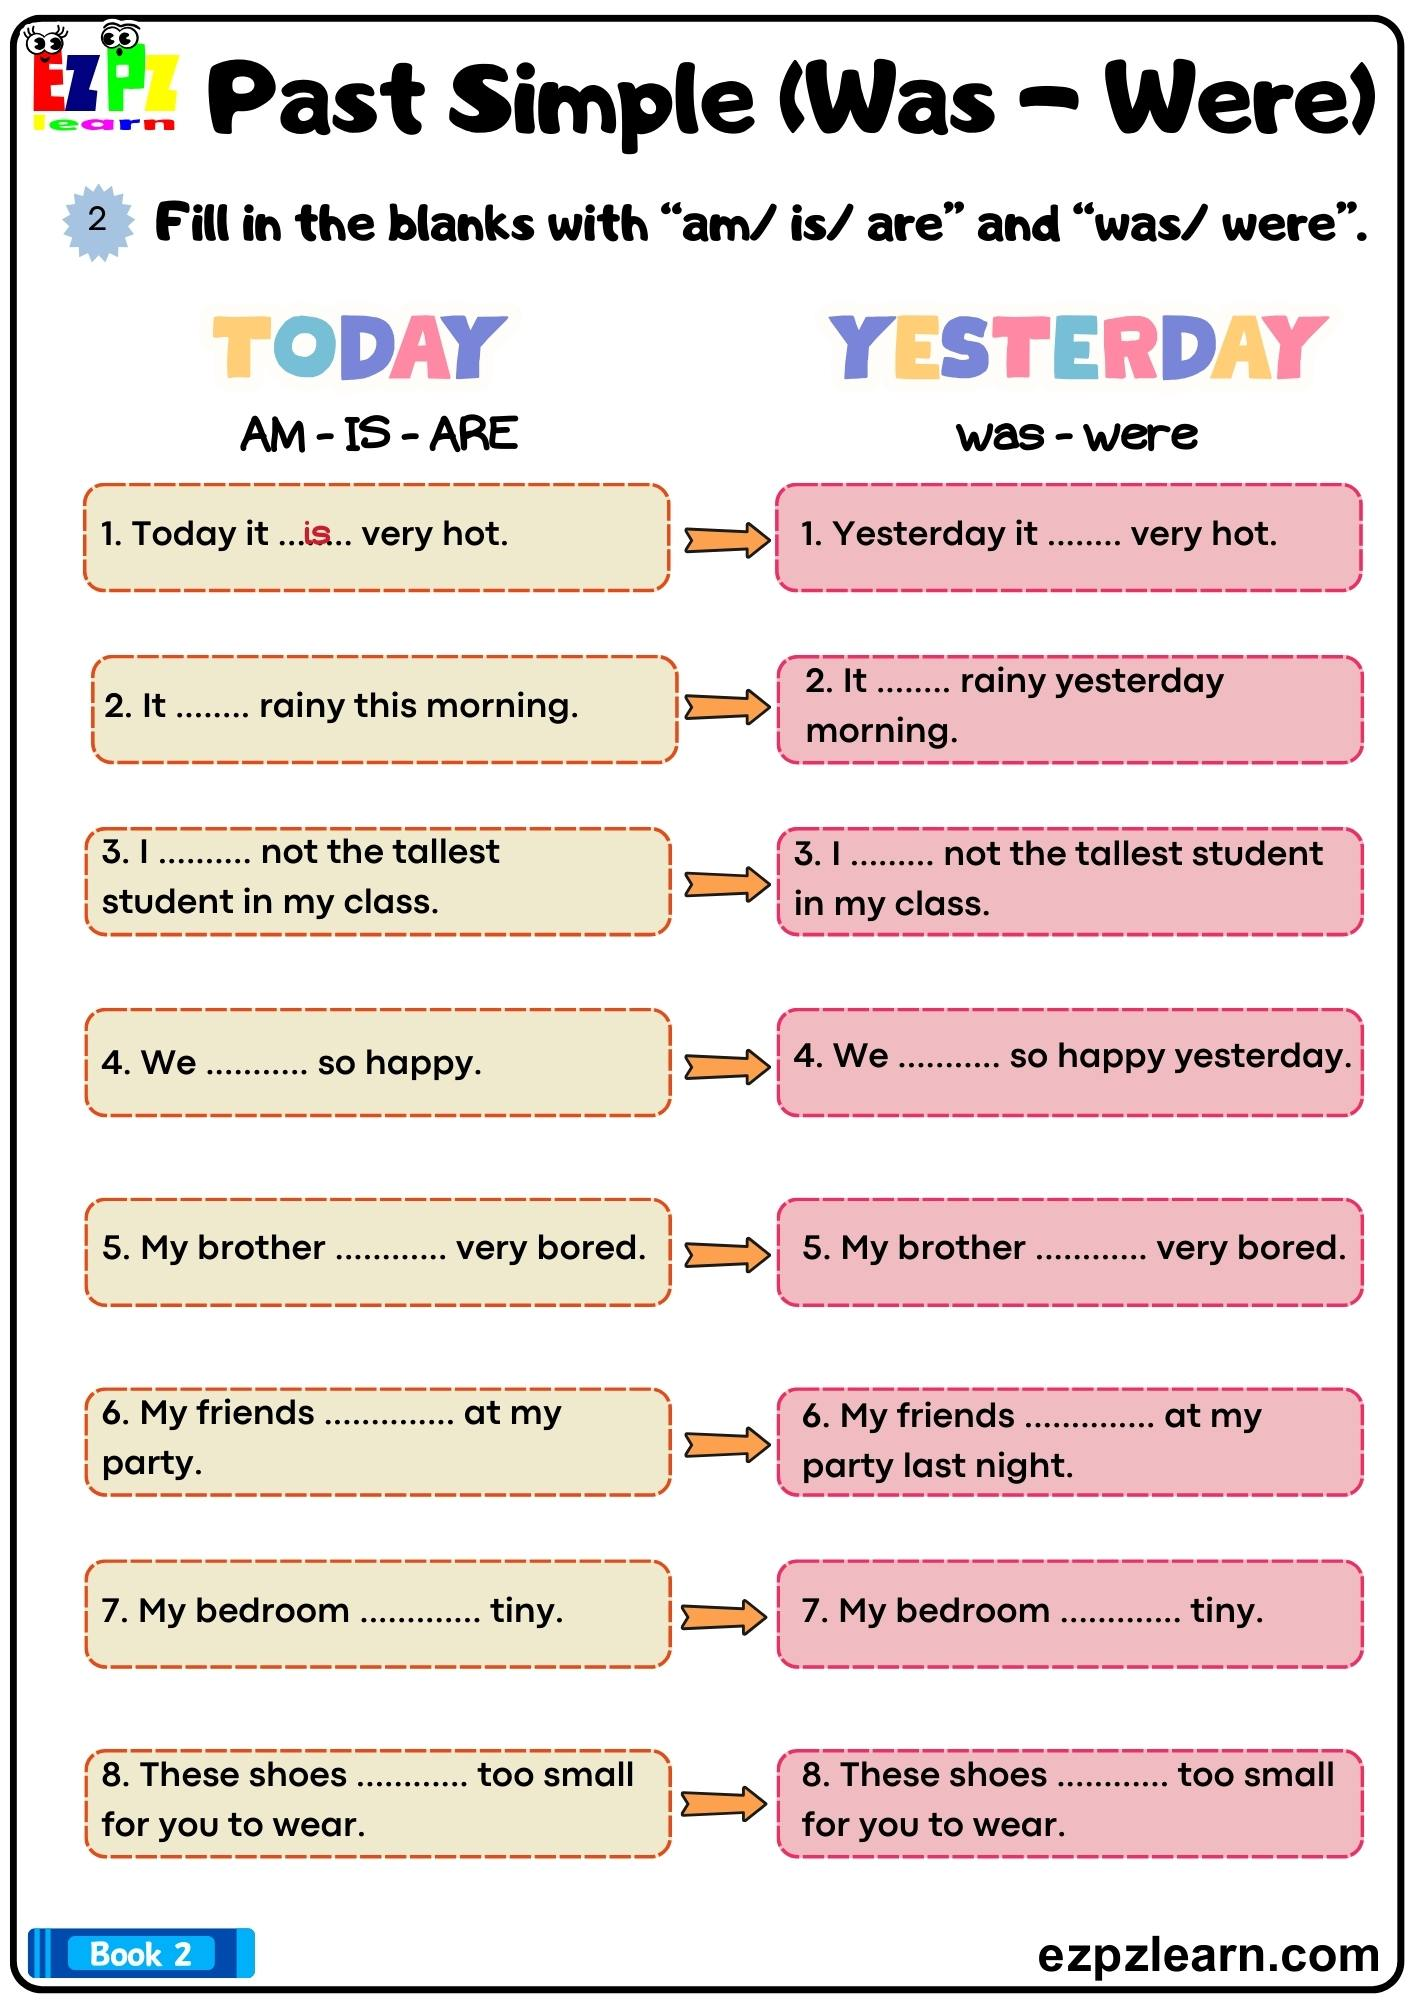 EZPZ
learn
Past Simple (Was - Were)
2
Fill in the blanks with “am/ is/ are” and “was/ were”.
TODAY
YESTERDAY
AM - IS - ARE
was - were
1. Today it ...is... very hot.
1. Yesterday it ........ very hot.
2. It ........ rainy this morning.
2. It ........ rainy yesterday
morning.
3. I .......... not the tallest
student in my class.
3. I ......... not the tallest student
in my class.
4. We ........... so happy.
4. We ........... so happy yesterday.
5. My brother ............ very bored.
5. My brother ............ very bored.
6. My friends .............. at my
party.
6. My friends .............. at my
party last night.
7. My bedroom ............. tiny.
7. My bedroom ............. tiny.
8. These shoes ............ too small
for you to wear.
8. These shoes ............ too small
for you to wear.
Book 2
ezpzlearn.com